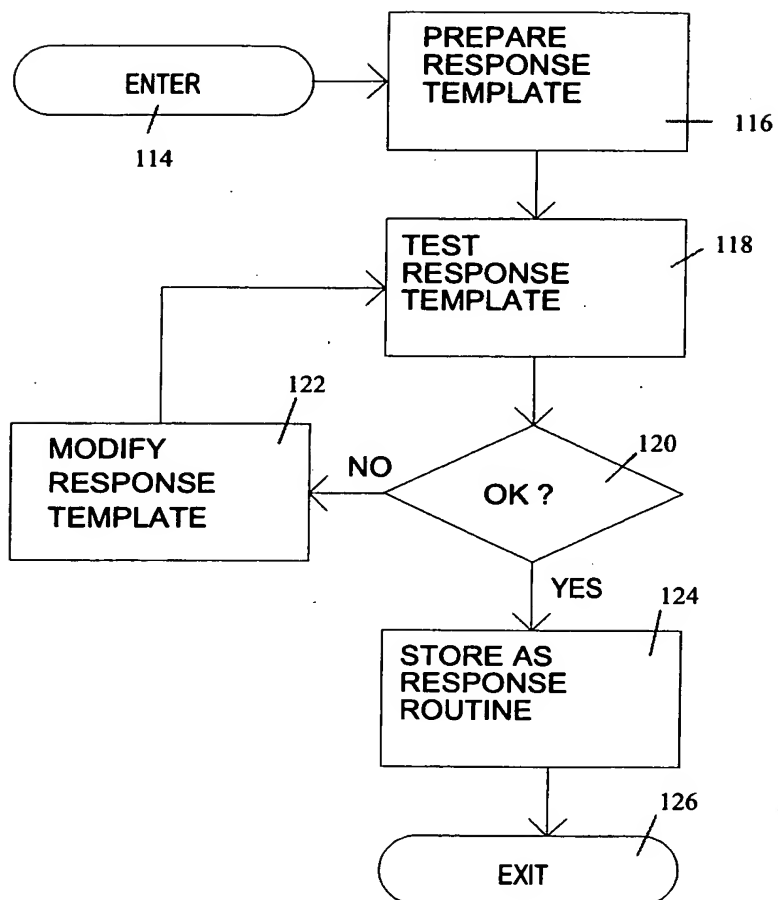 PREPARE
RESPONSE
TEMPLATE
ENTER
116
114
TEST
RESPONSE
TEMPLATE
118
122
MODIFY
RESPONSE
TEMPLATE
NO
120
OK ?
YES
124
STORE AS
RESPONSE
ROUTINE
126
EXIT